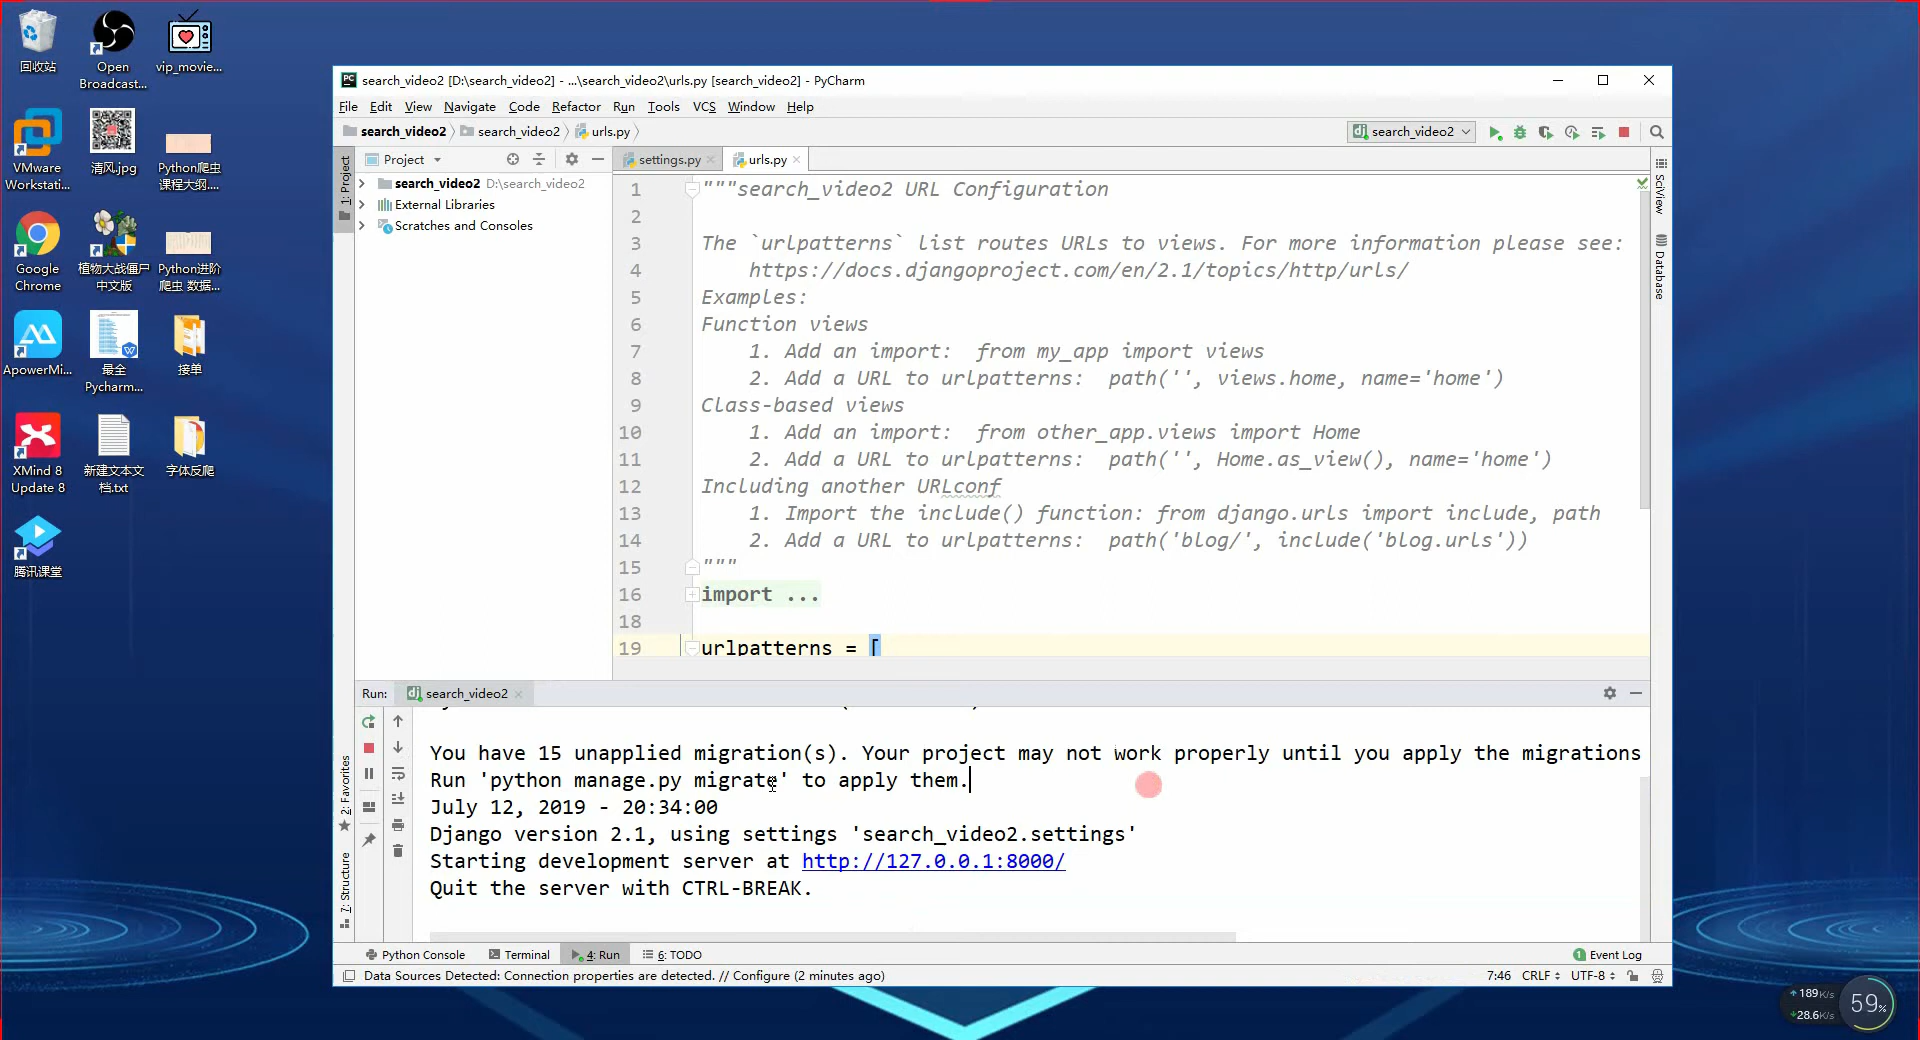 回收站
Open
Broadcast...
vip_movie...
VMware
Workstati...
清风.jpg
Python爬虫
课程大纲....
Google
Chrome
植物大战僵尸
中文版
Python进阶
爬虫 数据...
ApowerMi...
最全
Pycharm...
接单
XMind 8
Update 8
新建文本文
档.txt
字体反爬
腾讯课堂
search_video2 [D:\search_video2] - ...\search_video2\urls.py [search_video2] - PyCharm
File Edit View Navigate Code Refactor Run Tools VCS Window Help
search_video2 search_video2 urls.py
search_video2
Project
settings.py
urls.py
1: Project
search_video2 D:\search_video2
External Libraries
Scratches and Consoles
1 """search_video2 URL Configuration
2
3 The `urlpatterns` list routes URLs to views. For more information please see:
4 https://docs.djangoproject.com/en/2.1/topics/http/urls/
5 Examples:
6 Function views
7 1. Add an import:  from my_app import views
8 2. Add a URL to urlpatterns:  path('', views.home, name='home')
9 Class-based views
10 1. Add an import:  from other_app.views import Home
11 2. Add a URL to urlpatterns:  path('', Home.as_view(), name='home')
12 Including another URLconf
13 1. Import the include() function: from django.urls import include, path
14 2. Add a URL to urlpatterns:  path('blog/', include('blog.urls'))
15 """
16 import ...
18
19 urlpatterns = [
SciView
Database
Run: search_video2
You have 15 unapplied migration(s). Your project may not work properly until you apply the migrations
Run 'python manage.py migrate' to apply them.
July 12, 2019 - 20:34:00
Django version 2.1, using settings 'search_video2.settings'
Starting development server at http://127.0.0.1:8000/
Quit the server with CTRL-BREAK.
2: Favorites
7: Structure
Python Console Terminal 4: Run 6: TODO
1 Event Log
Data Sources Detected: Connection properties are detected. // Configure (2 minutes ago)
7:46 CRLF UTF-8
189K/s
28.6K/s
59%